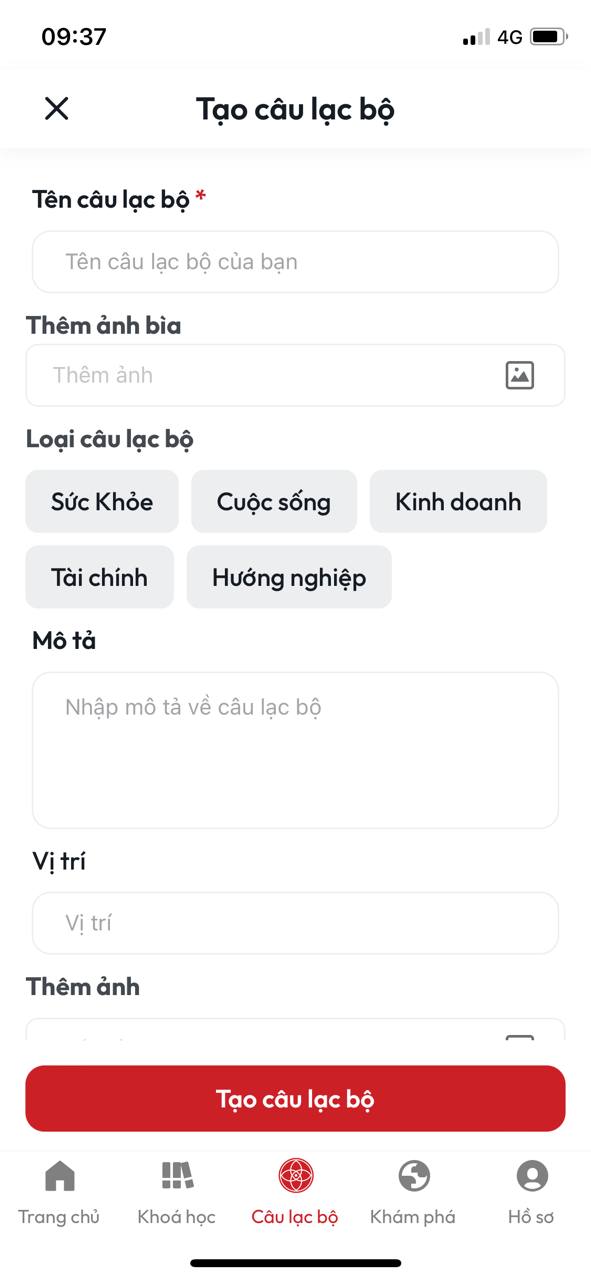 09:37
4G
Tạo câu lạc bộ
Tên câu lạc bộ *
Tên câu lạc bộ của bạn
Thêm ảnh bìa
Thêm ảnh
Loại câu lạc bộ
Sức Khỏe Cuộc sống Kinh doanh
Tài chính Hướng nghiệp
Mô tả
Nhập mô tả về câu lạc bộ
Vị trí
Vị trí
Thêm ảnh
Tạo câu lạc bộ
Trang chủ Khoá học Câu lạc bộ Khám phá Hồ sơ